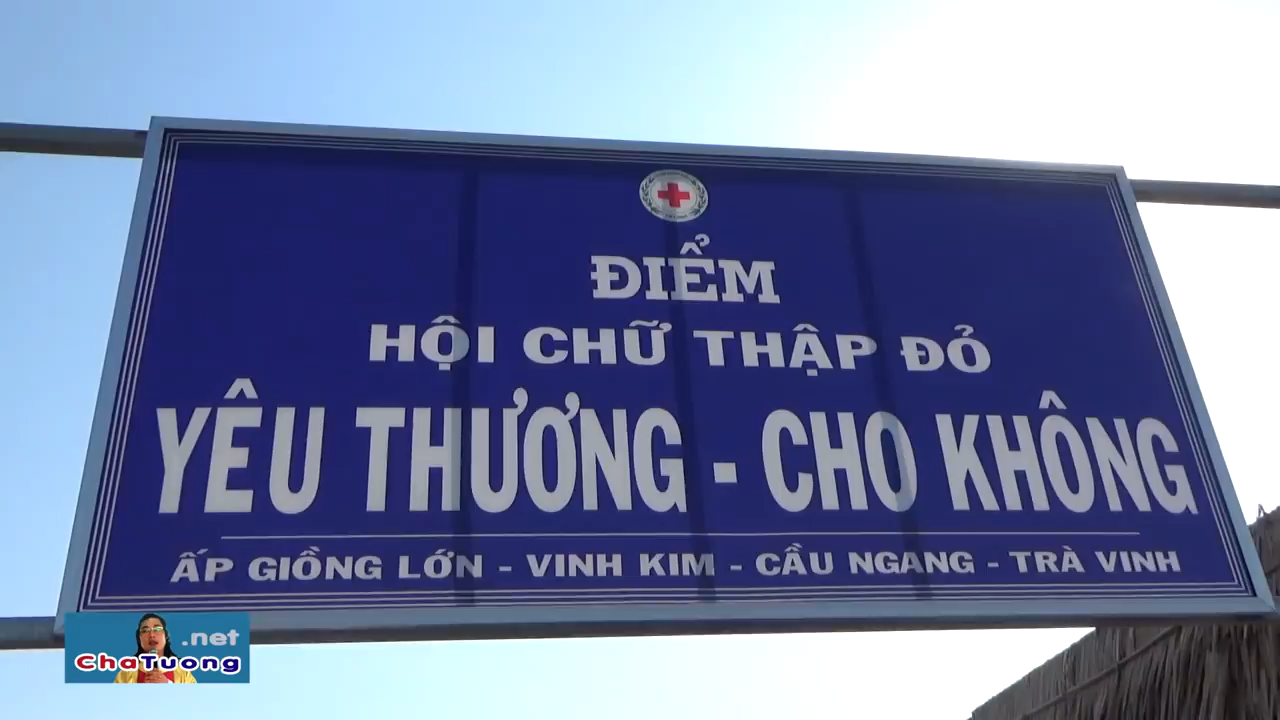 ĐIỂM
HỘI CHỮ THẬP ĐỎ
YÊU THƯƠNG - CHO KHÔNG
ẤP GIỒNG LỚN - VINH KIM - CẦU NGANG - TRÀ VINH
.net
ChaTuong